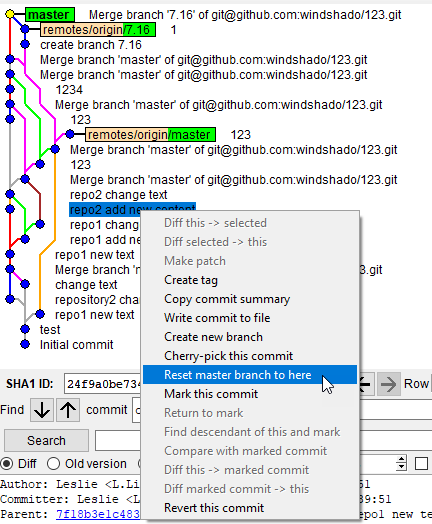 master Merge branch '7.16' of git@github.com:windshado/123.git
remotes/origin/7.16 1
create branch 7.16
Merge branch 'master' of git@github.com:windshado/123.git
Merge branch 'master' of git@github.com:windshado/123.git
1234
Merge branch 'master' of git@github.com:windshado/123.git
123
remotes/origin/master 123
Merge branch 'master' of git@github.com:windshado/123.git
123
Merge branch 'master' of git@github.com:windshado/123.git
repo2 change text
repo2 add new content
repo1 chang
repo1 add new
repo1 new text
Merge branch
change text
repository2 cha
repo1 new text
test
Initial commit
Diff this -> selected
Diff selected -> this
Make patch
Create tag
Copy commit summary
Write commit to file
Create new branch
Cherry-pick this commit
Reset master branch to here
Mark this commit
Return to mark
Find descendant of this and mark
Compare with marked commit
Diff this -> marked commit
Diff marked commit -> this
Revert this commit
SHA1 ID: 24f9a0be734 Row
Find commit
Search
Diff Old version
Author: Leslie <L.Li :51
Committer: Leslie <L 39:51
Parent: 7f18b3e1c483 repo1 new te